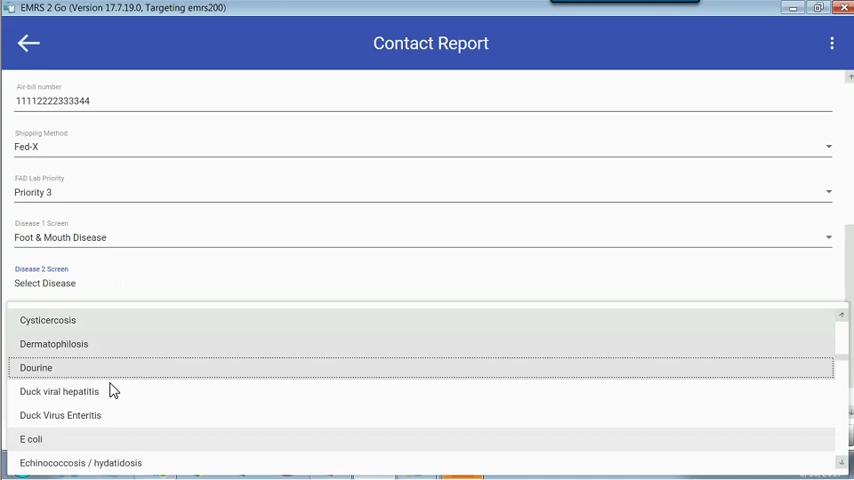 EMRS 2 Go (Version 17.7.19.0, Targeting emrs200)
Contact Report
Air-bill number
11112222333344
Shipping Method
Fed-X
FAD Lab Priority
Priority 3
Disease 1 Screen
Foot & Mouth Disease
Disease 2 Screen
Select Disease
Cysticercosis
Dermatophilosis
Dourine
Duck viral hepatitis
Duck Virus Enteritis
E coli
Echinococcosis / hydatidosis